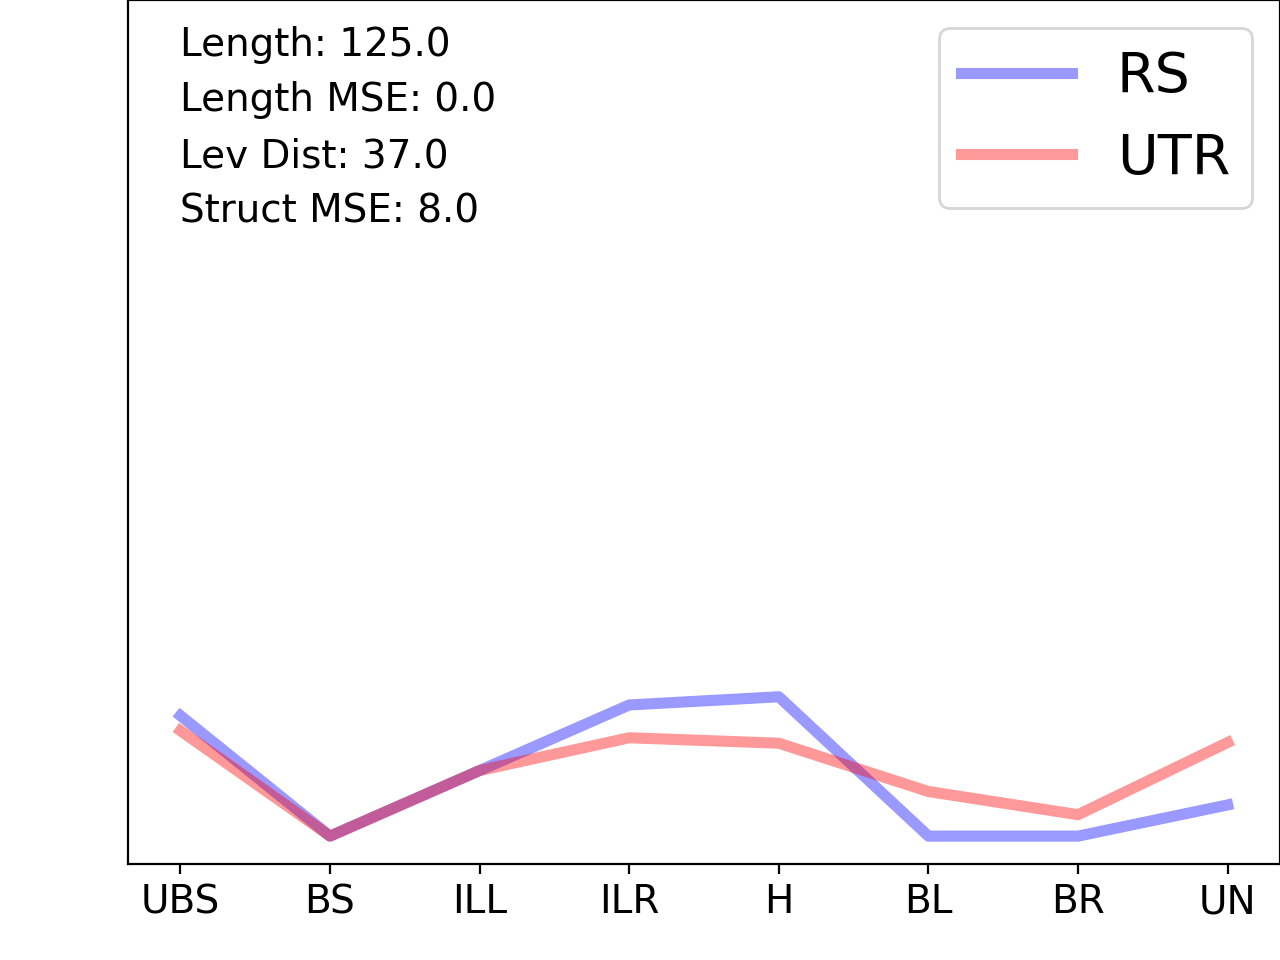 Length: 125.0
Length MSE: 0.0
Lev Dist: 37.0
Struct MSE: 8.0
RS
UTR
UBS BS ILL ILR H BL BR UN